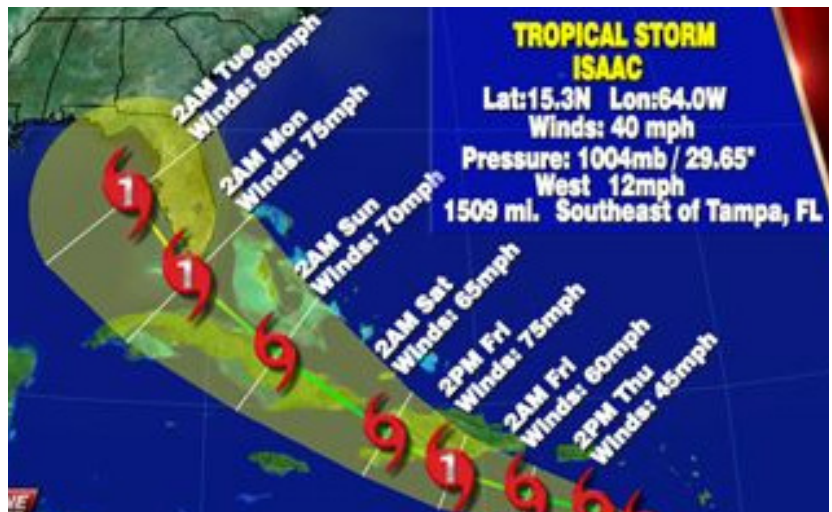 TROPICAL STORM
ISAAC
Lat:15.3N Lon:64.0W
Winds: 40 mph
Pressure: 1004mb / 29.65"
West 12mph
1509 mi. Southeast of Tampa, FL
2AM Tue
Winds: 80mph
2AM Mon
Winds: 75mph
2AM Sun
Winds: 70mph
2AM Sat
Winds: 65mph
2PM Fri
Winds: 75mph
2AM Fri
Winds: 60mph
2PM Thu
Winds: 45mph
1
1
1